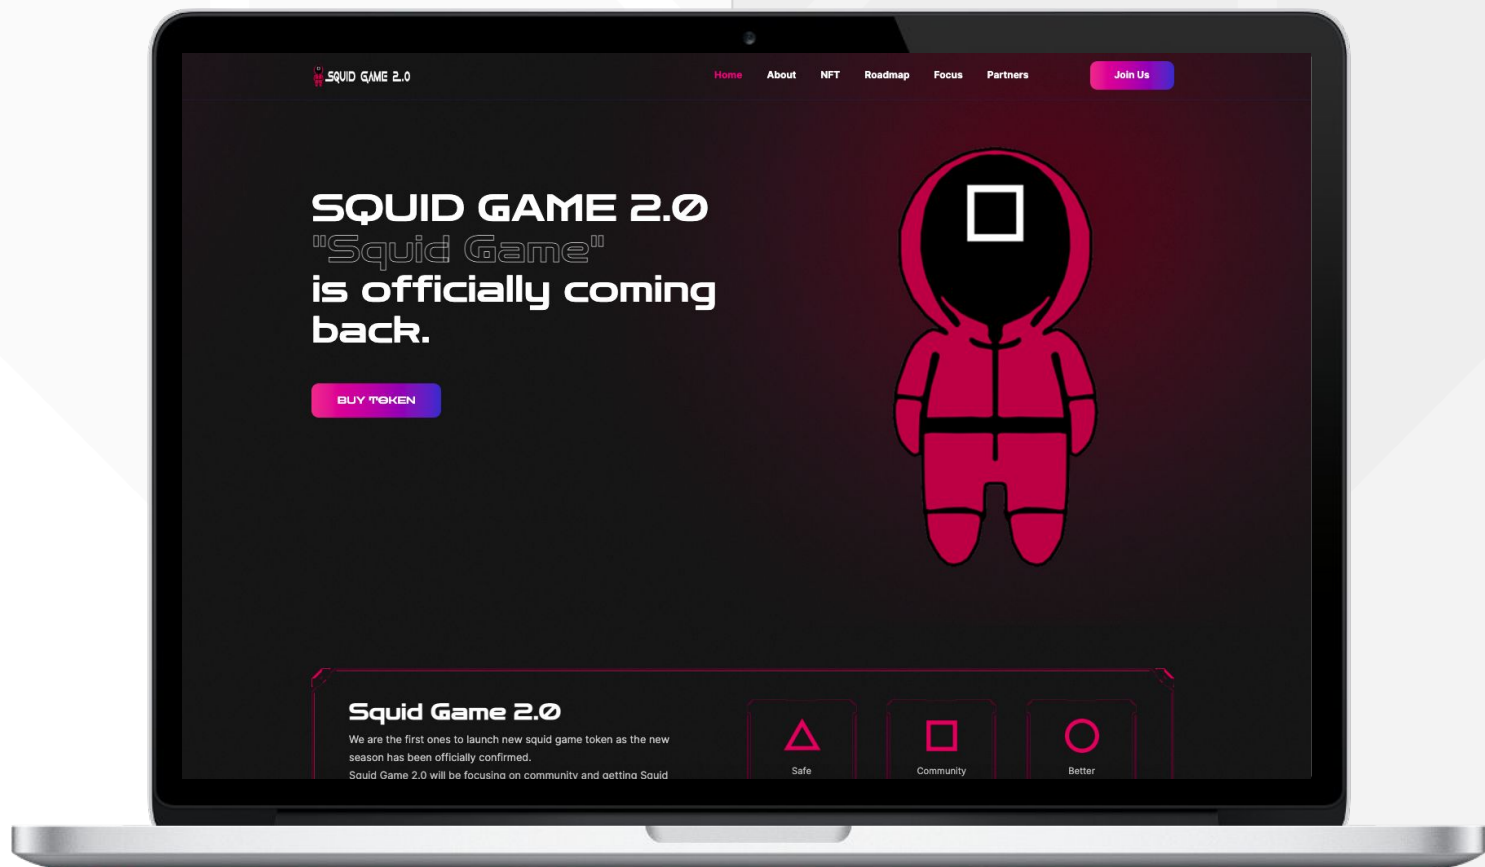 SQUID GAME 2..0
Home About NFT Roadmap Focus Partners Join Us
SQUID GAME 2.0
"Squid Game"
is officially coming
back.
BUY TOKEN
Squid Game 2.0
We are the first ones to launch new squid game token as the new
season has been officially confirmed.
Squid Game 2.0 will be focusing on community and getting Squid
Safe Community Better